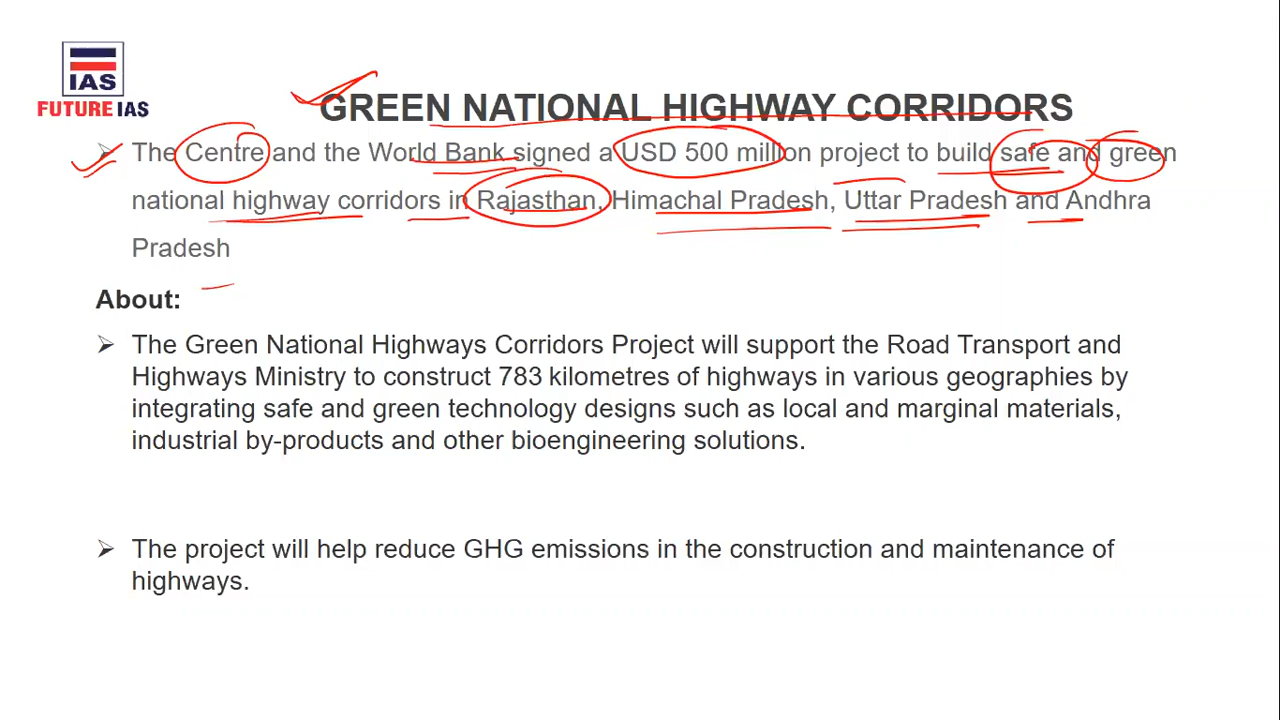 IAS
FUTURE IAS
GREEN NATIONAL HIGHWAY CORRIDORS
The Centre and the World Bank signed a USD 500 million project to build safe and green
national highway corridors in Rajasthan, Himachal Pradesh, Uttar Pradesh and Andhra
Pradesh
About:
The Green National Highways Corridors Project will support the Road Transport and
Highways Ministry to construct 783 kilometres of highways in various geographies by
integrating safe and green technology designs such as local and marginal materials,
industrial by-products and other bioengineering solutions.
The project will help reduce GHG emissions in the construction and maintenance of
highways.